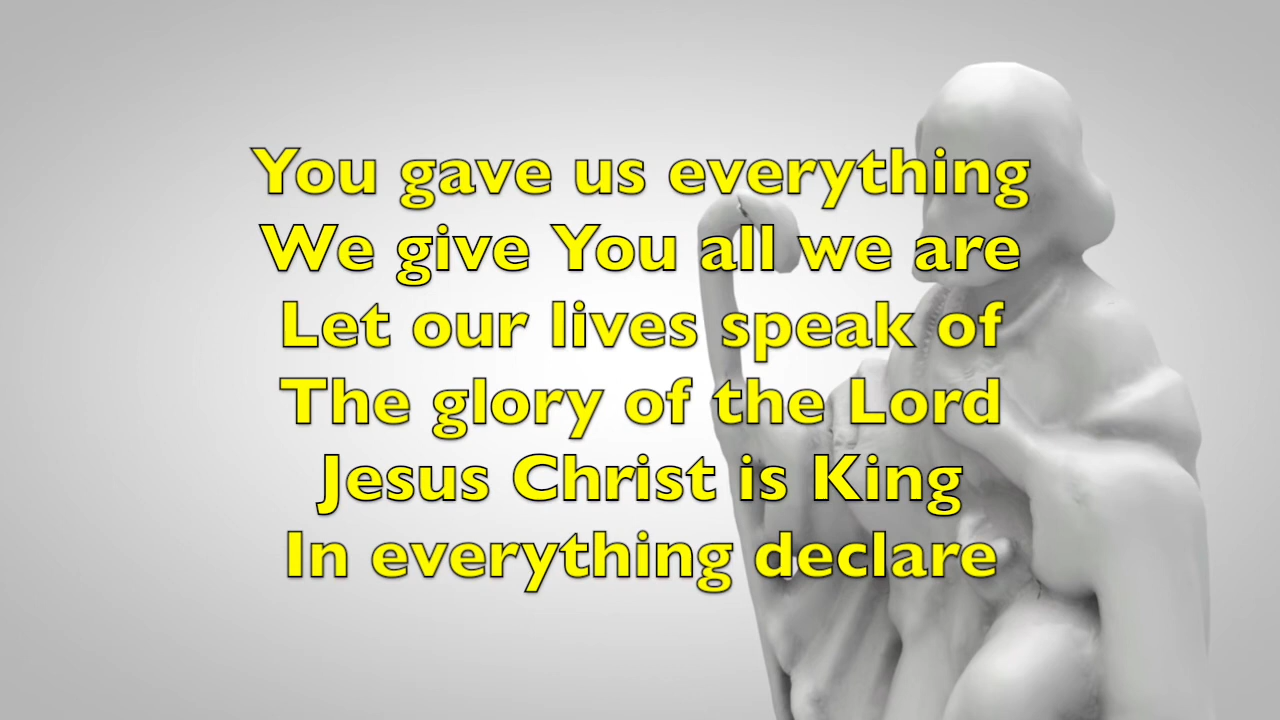 You gave us everything
We give You all we are
Let our lives speak of
The glory of the Lord
Jesus Christ is King
In everything declare